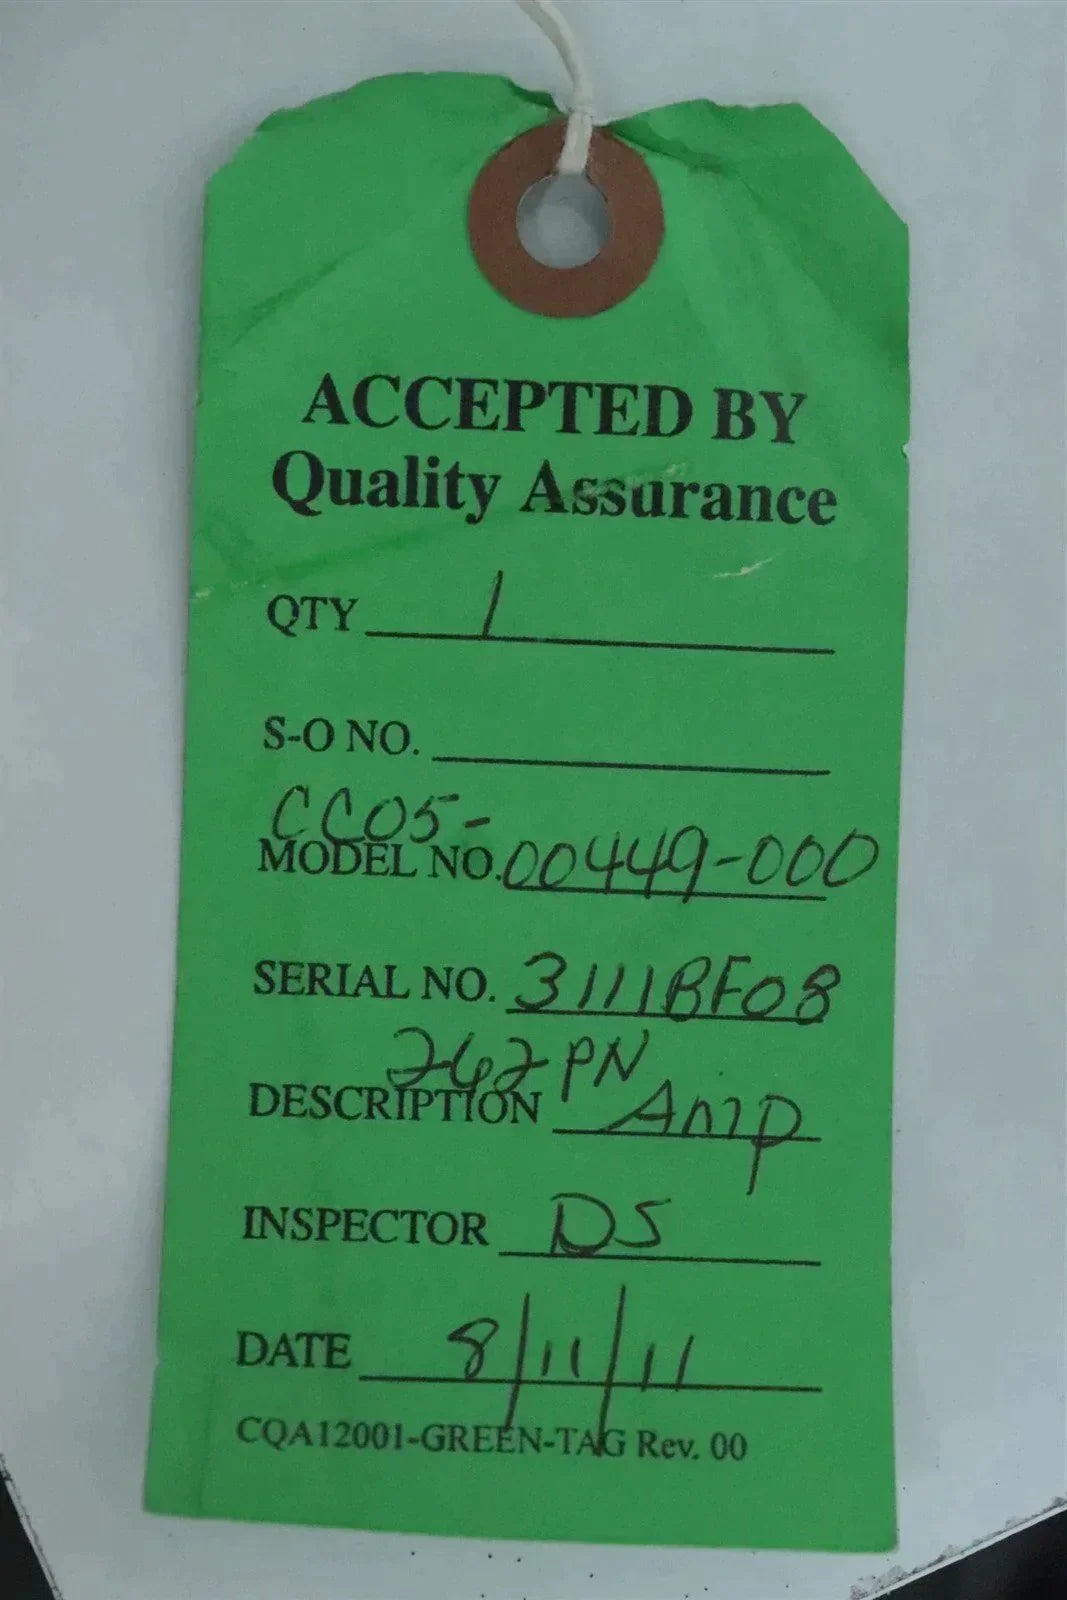 ACCEPTED BY
Quality Assurance
QTY 1
S-O NO.
CC05-
MODEL NO. 00449-000
SERIAL NO. 3111BF08
262 PN
DESCRIPTION Amp
INSPECTOR DS
DATE 8/11/11
CQA12001-GREEN-TAG Rev. 00